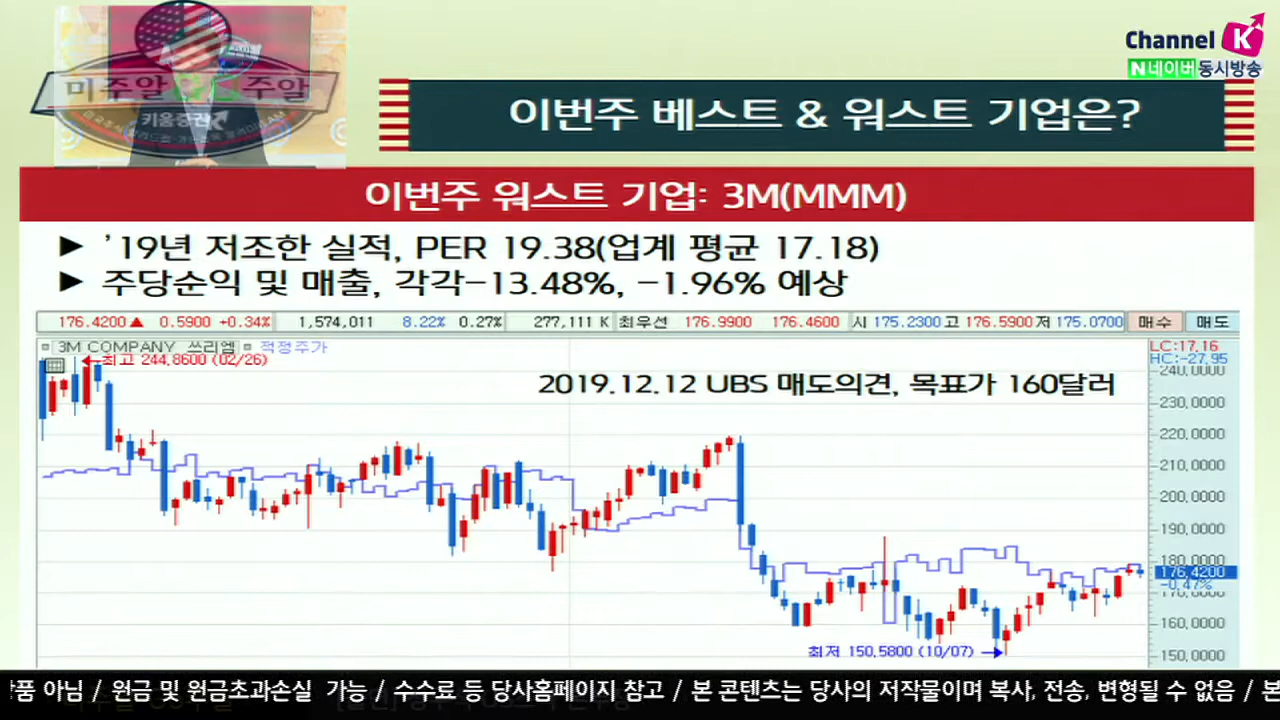 Channel K
N네이버 동시방송
미주알 주알
키움증권
이번주 베스트 & 워스트 기업은?
이번주 워스트 기업: 3M(MMM)
▶ ’19년 저조한 실적, PER 19.38(업계 평균 17.18)
▶ 주당순익 및 매출, 각각-13.48%, -1.96% 예상
176.4200▲ 0.5900 +0.34% 1,574,011 8.22% 0.27% 277,111 K 최우선 176.9900 176.4600 시 175.2300 고 176.5900 저 175.0700 매수 매도
3M COMPANY 쓰리엠 적정주가
LC:17.16
HC:-27.95
최고 244.8600 (02/26)
240.0000
2019.12.12 UBS 매도의견, 목표가 160달러
230.0000
220.0000
210.0000
200.0000
190.0000
180.0000
176.4200
-0.47%
170.0000
160.0000
최저 150.5800 (10/07)
150.0000
아님 / 원금 및 원금초과손실 가능 / 수수료 등 당사홈페이지 참고 / 본 콘텐츠는 당사의 저작물이며 복사, 전송, 변형될 수 없음 / 본